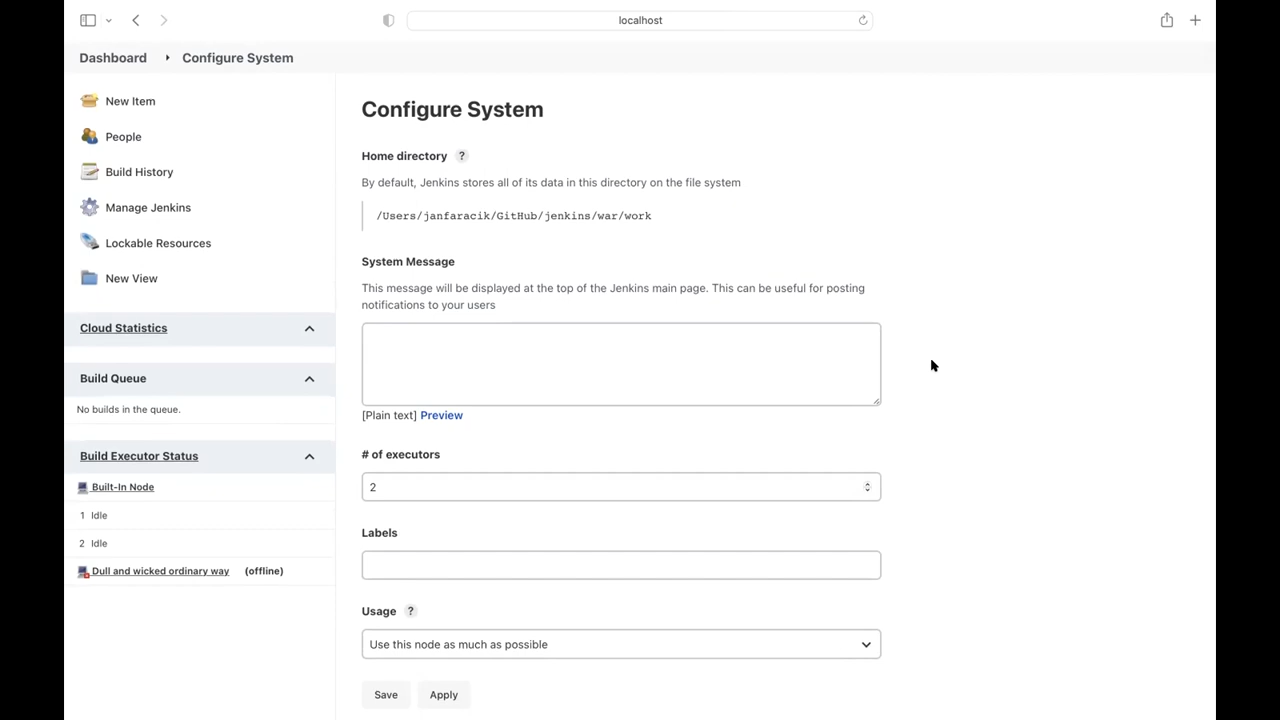 localhost
Dashboard
Configure System
New Item
People
Build History
Manage Jenkins
Lockable Resources
New View
Cloud Statistics
Build Queue
No builds in the queue.
Build Executor Status
Built-In Node
1 Idle
2 Idle
Dull and wicked ordinary way (offline)
Configure System
Home directory ?
By default, Jenkins stores all of its data in this directory on the file system
/Users/janfaracik/GitHub/jenkins/war/work
System Message
This message will be displayed at the top of the Jenkins main page. This can be useful for posting
notifications to your users
[Plain text] Preview
# of executors
2
Labels
Usage ?
Use this node as much as possible
Save Apply